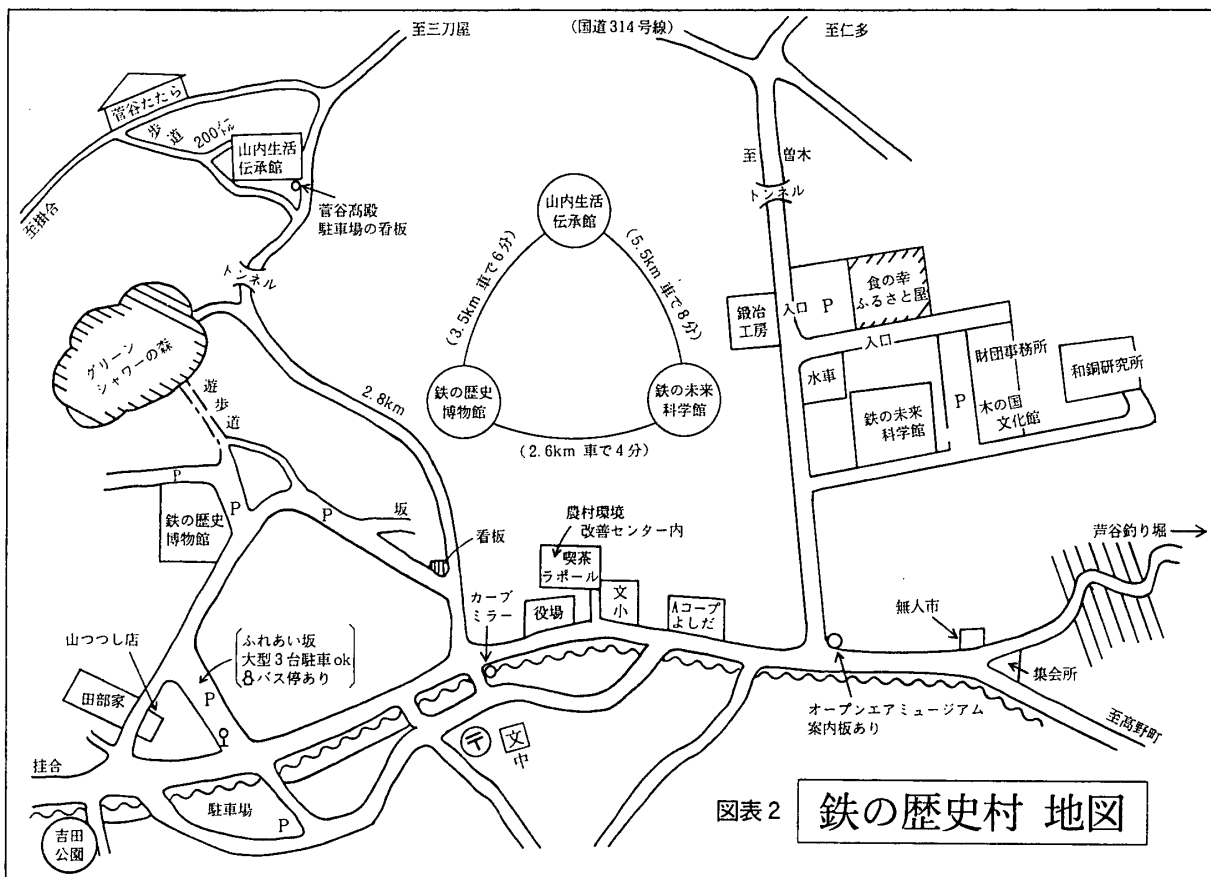 至三刀屋
(国道314号線)
至仁多
菅谷たたら
歩道
200メートル
山内生活
伝承館
至
曽木
トンネル
菅谷高殿
駐車場の看板
至掛合
山内生活
伝承館
トンネル
(3.5km 車で6分)
(5.5km 車で8分)
食の幸
ふるさと屋
鍛冶
工房
入口
P
グリーン
シャワーの森
入口
財団事務所
水車
和銅研究所
遊歩道
2.8km
鉄の歴史
博物館
鉄の未来
科学館
鉄の未来
科学館
P
木の国
文化館
(2.6km 車で4分)
P
P
P
坂
農村環境
改善センター内
鉄の歴史
博物館
看板
喫茶
ラポール
芦谷釣り堀
カーブ
ミラー
役場
文
小
Aコープ
よしだ
無人市
山つつし店
ふれあい坂
大型3台駐車ok
バス停あり
田部家
P
集会所
オープンエアミュージアム
案内板あり
至高野町
〒
文
中
挂合
駐車場
P
吉田
公園
図表2
鉄の歴史村 地図